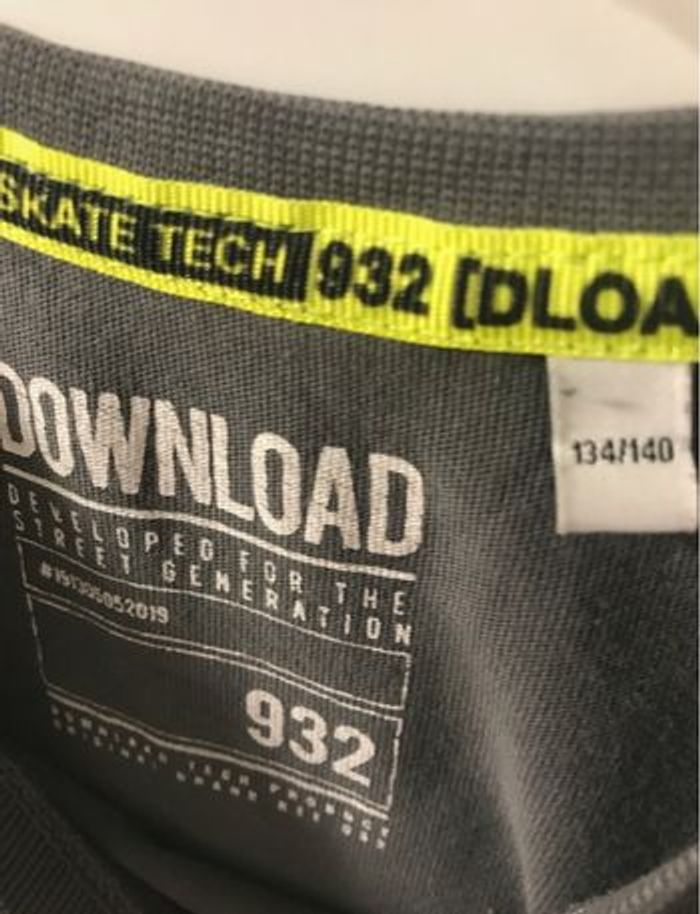 SKATE TECH 932 [DLOA
134/140
DOWNLOAD
DEVELOPED FOR THE
STREET GENERATION
932